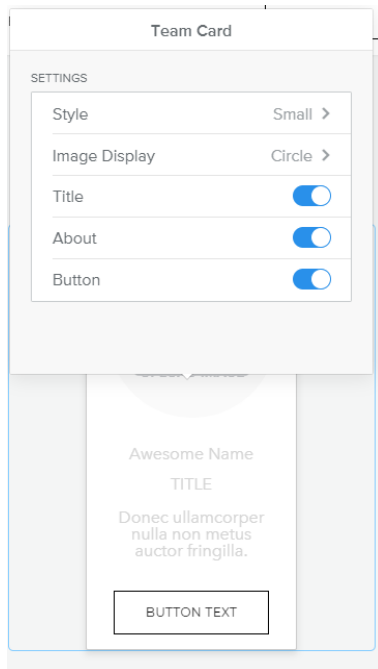 Team Card
SETTINGS
Style Small >
Image Display Circle >
Title
About
Button
Awesome Name
TITLE
Donec ullamcorper
nulla non metus
auctor fringilla.
BUTTON TEXT